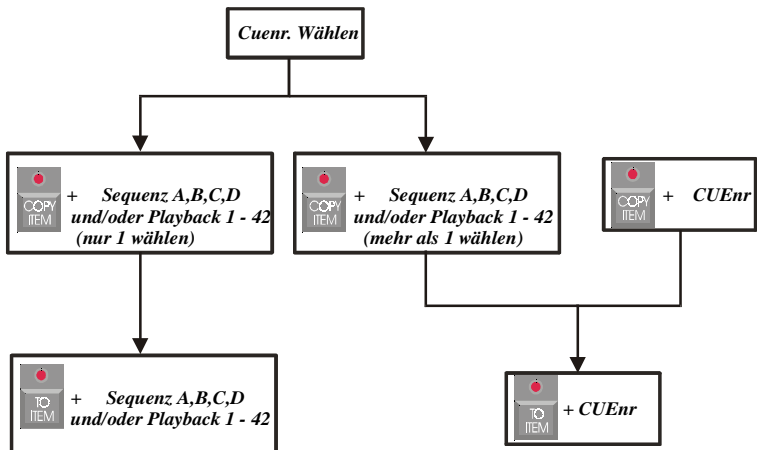 Cuenr. Wählen
COPY
ITEM
+ Sequenz A,B,C,D
und/oder Playback 1 - 42
(nur 1 wählen)
COPY
ITEM
+ Sequenz A,B,C,D
und/oder Playback 1 - 42
(mehr als 1 wählen)
COPY
ITEM
+ CUEnr
TO
ITEM
+ Sequenz A,B,C,D
und/oder Playback 1 - 42
TO
ITEM
+ CUEnr